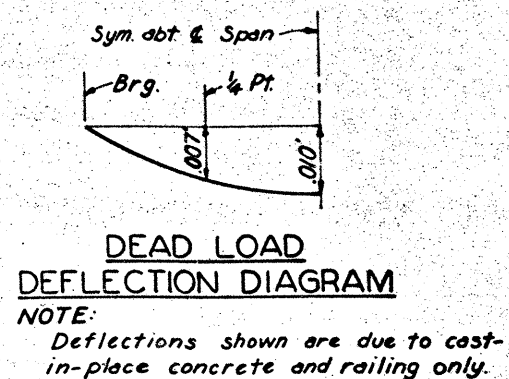 Sym. abt. ℄ Span
Brg.
¼ Pt.
.007'
.010'
DEAD LOAD
DEFLECTION DIAGRAM
NOTE:
Deflections shown are due to cast-
in-place concrete and railing only.